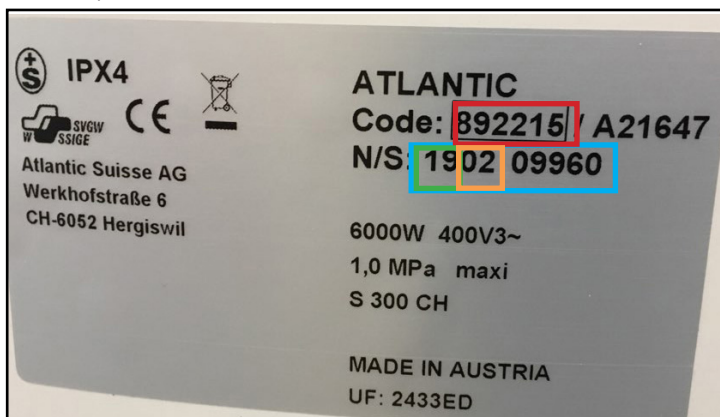 +
S
IPX4
SVGW
W SSIGE
CE
Atlantic Suisse AG
Werkhofstraße 6
CH-6052 Hergiswil
ATLANTIC
Code: 892215 / A21647
N/S: 1902 09960
6000W 400V3~
1,0 MPa maxi
S 300 CH
MADE IN AUSTRIA
UF: 2433ED